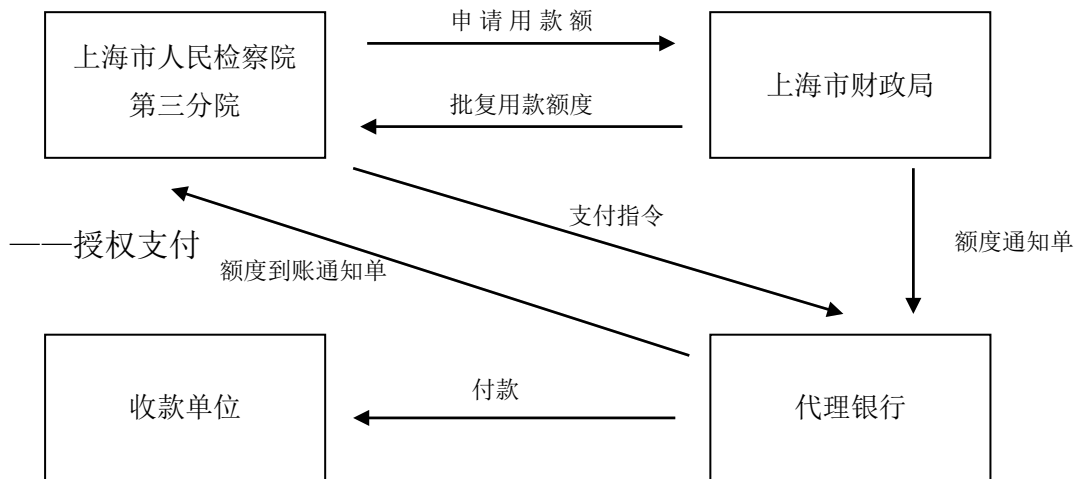 申请用款额
上海市人民检察院
第三分院
上海市财政局
批复用款额度
支付指令
——授权支付
额度通知单
额度到账通知单
付款
收款单位
代理银行